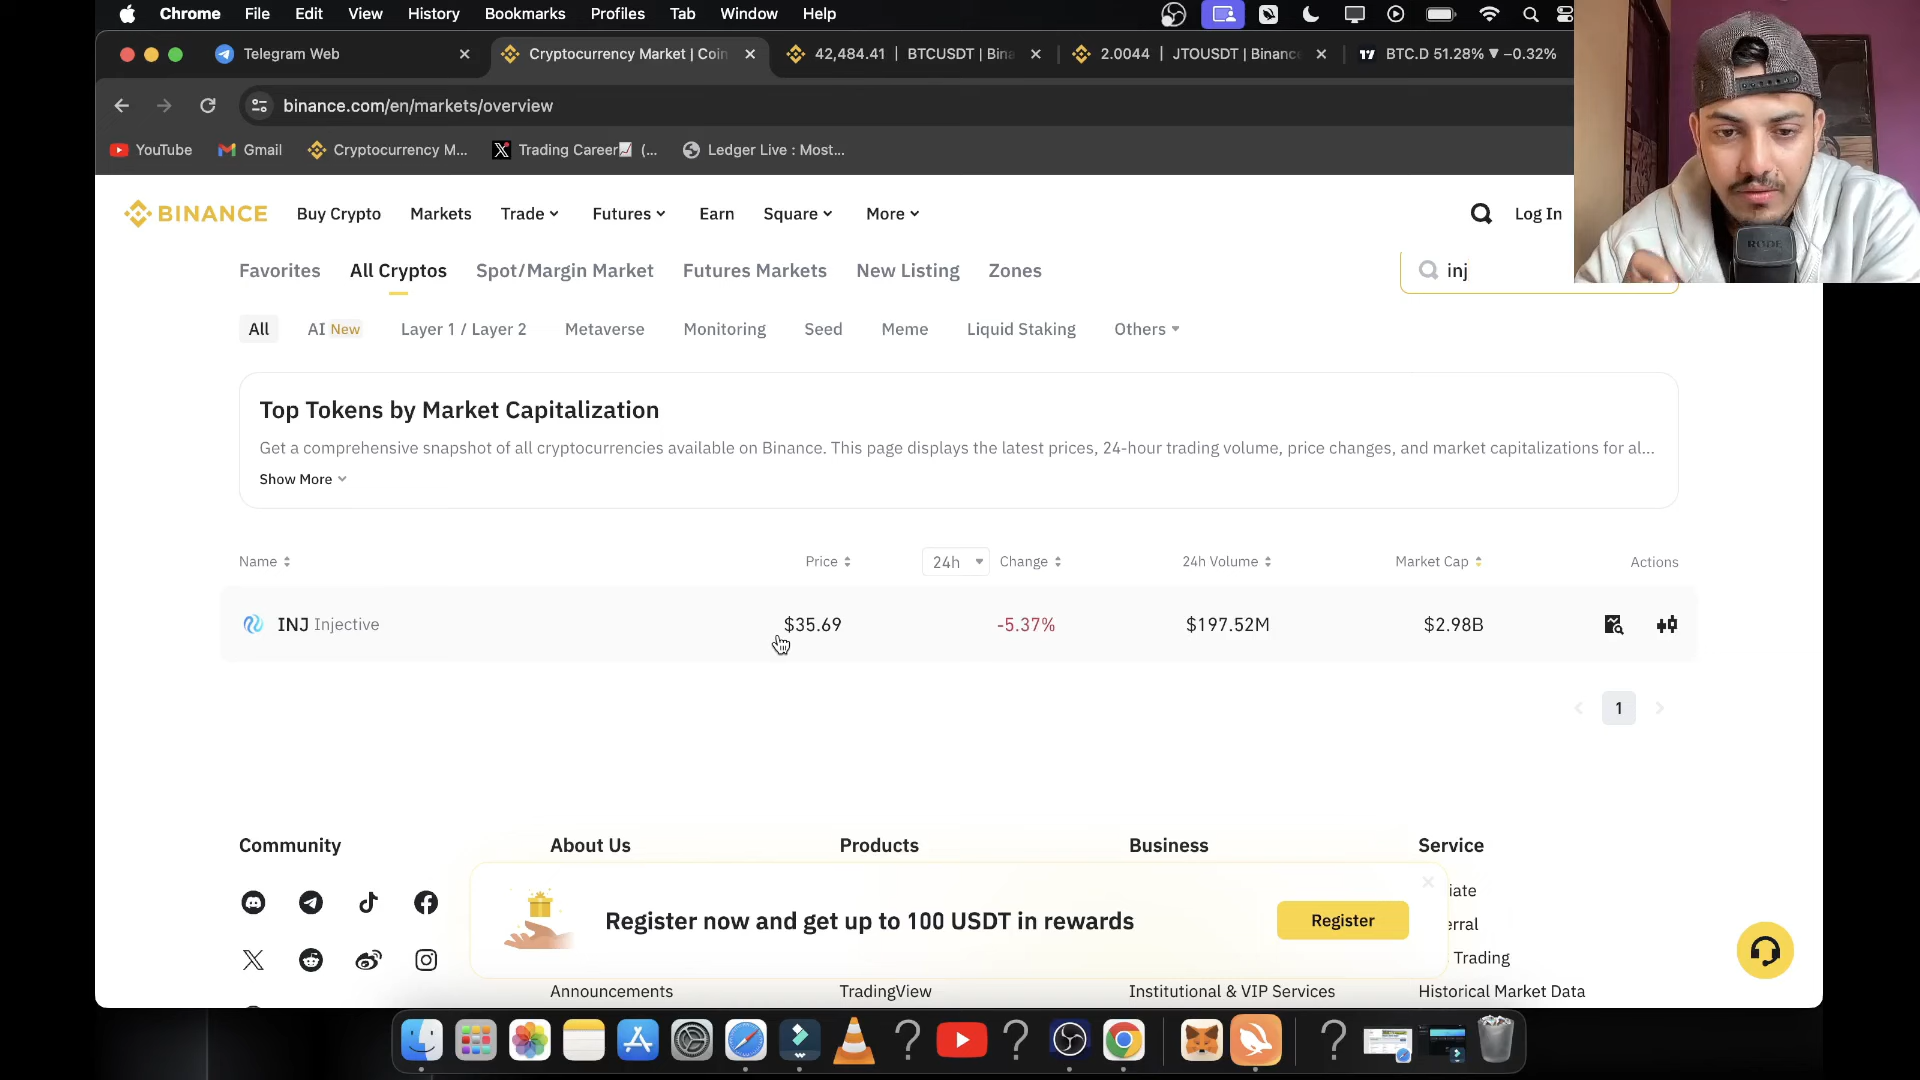 Chrome File Edit View History Bookmarks Profiles Tab Window Help
Telegram Web
Cryptocurrency Market | Coin
42,484.41 | BTCUSDT | Bina
2.0044 | JTOUSDT | Binance
BTC.D 51.28% ▼ −0.32%
binance.com/en/markets/overview
YouTube
Gmail
Cryptocurrency M...
Trading Career📈 (...
Ledger Live : Most...
BINANCE
Buy Crypto
Markets
Trade
Futures
Earn
Square
More
Log In
Favorites
All Cryptos
Spot/Margin Market
Futures Markets
New Listing
Zones
inj
All
AI New
Layer 1 / Layer 2
Metaverse
Monitoring
Seed
Meme
Liquid Staking
Others
Top Tokens by Market Capitalization
Get a comprehensive snapshot of all cryptocurrencies available on Binance. This page displays the latest prices, 24-hour trading volume, price changes, and market capitalizations for al...
Show More
Name Price 24h Change 24h Volume Market Cap Actions
INJ Injective $35.69 -5.37% $197.52M $2.98B
1
Community
About Us
Products
Business
Service
Register now and get up to 100 USDT in rewards
Register
iate
erral
Trading
Announcements
TradingView
Institutional & VIP Services
Historical Market Data
RODE